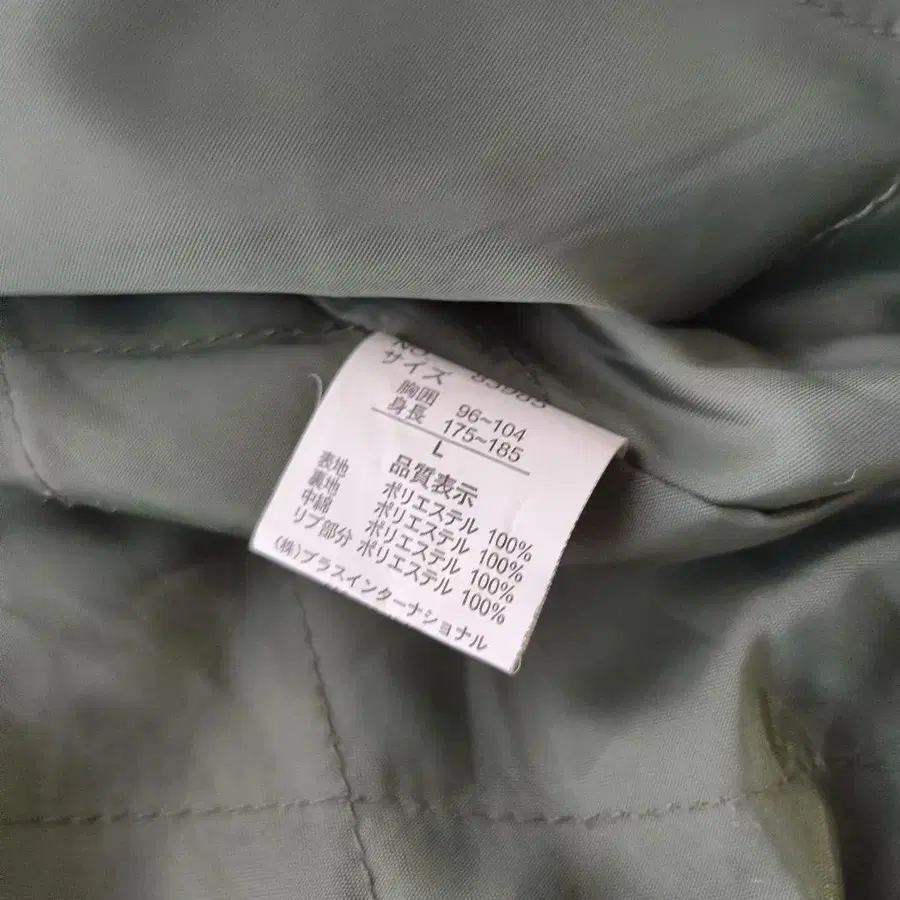 NO.
サイズ
胸囲 96~104
身長 175~185
L
品質表示
表地 ポリエステル 100%
裏地 ポリエステル 100%
中綿 ポリエステル 100%
リブ部分 ポリエステル 100%
(株)プラスインターナショナル